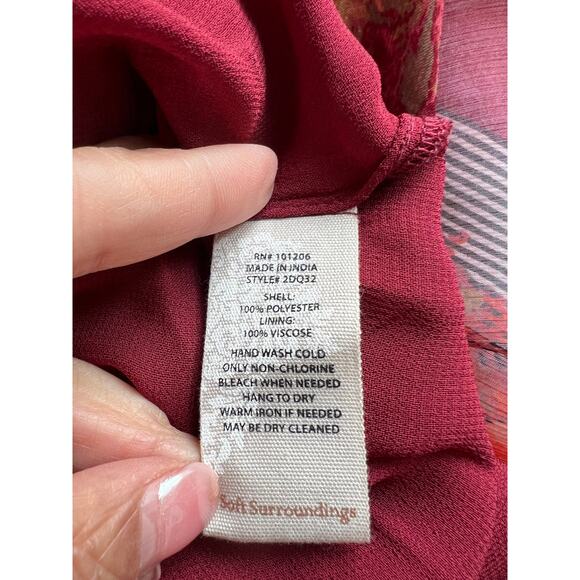 RN# 101206
MADE IN INDIA
STYLE# 2DQ32
SHELL:
100% POLYESTER
LINING:
100% VISCOSE
HAND WASH COLD
ONLY NON-CHLORINE
BLEACH WHEN NEEDED
HANG TO DRY
WARM IRON IF NEEDED
MAY BE DRY CLEANED
Soft Surroundings